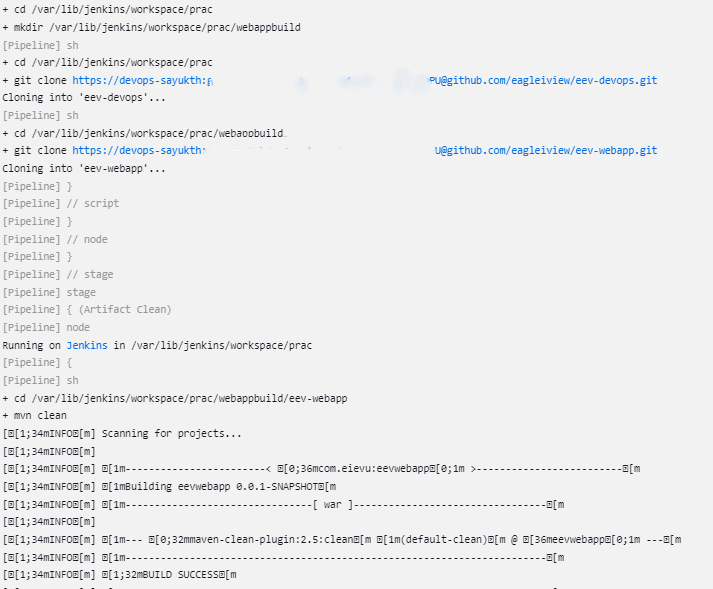 + cd /var/lib/jenkins/workspace/prac
+ mkdir /var/lib/jenkins/workspace/prac/webappbuild
[Pipeline] sh
+ cd /var/lib/jenkins/workspace/prac
+ git clone https://devops-sayukth:g PU@github.com/eagleiview/eev-devops.git
Cloning into 'eev-devops'...
[Pipeline] sh
+ cd /var/lib/jenkins/workspace/prac/webappbuild
+ git clone https://devops-sayukth: U@github.com/eagleiview/eev-webapp.git
Cloning into 'eev-webapp'...
[Pipeline] }
[Pipeline] // script
[Pipeline] }
[Pipeline] // node
[Pipeline] }
[Pipeline] // stage
[Pipeline] stage
[Pipeline] { (Artifact Clean)
[Pipeline] node
Running on Jenkins in /var/lib/jenkins/workspace/prac
[Pipeline] {
[Pipeline] sh
+ cd /var/lib/jenkins/workspace/prac/webappbuild/eev-webapp
+ mvn clean
[␛[1;34mINFO␛[m] Scanning for projects...
[␛[1;34mINFO␛[m]
[␛[1;34mINFO␛[m] ␛[1m------------------------< ␛[0;36mcom.eievu:eevwebapp␛[0;1m >-------------------------␛[m
[␛[1;34mINFO␛[m] ␛[1mBuilding eevwebapp 0.0.1-SNAPSHOT␛[m
[␛[1;34mINFO␛[m] ␛[1m--------------------------------[ war ]---------------------------------␛[m
[␛[1;34mINFO␛[m]
[␛[1;34mINFO␛[m] ␛[1m--- ␛[0;32mmaven-clean-plugin:2.5:clean␛[m ␛[1m(default-clean)␛[m @ ␛[36meevwebapp␛[0;1m ---␛[m
[␛[1;34mINFO␛[m] ␛[1m------------------------------------------------------------------------␛[m
[␛[1;34mINFO␛[m] ␛[1;32mBUILD SUCCESS␛[m